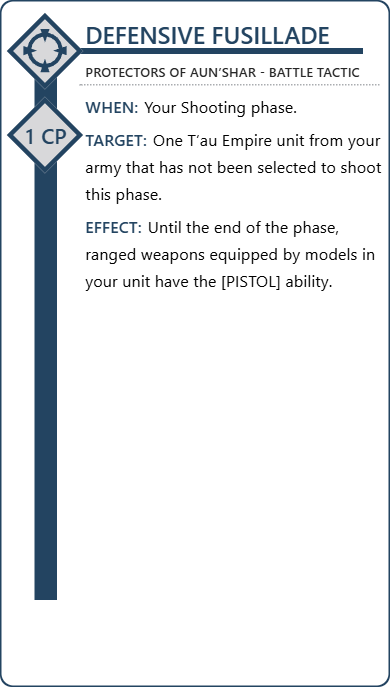 DEFENSIVE FUSILLADE
PROTECTORS OF AUN'SHAR - BATTLE TACTIC
WHEN: Your Shooting phase.
1 CP
TARGET: One T'au Empire unit from your
army that has not been selected to shoot
this phase.
EFFECT: Until the end of the phase,
ranged weapons equipped by models in
your unit have the [PISTOL] ability.